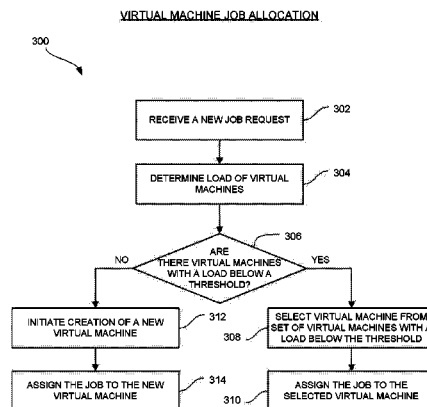 VIRTUAL MACHINE JOB ALLOCATION
300
RECEIVE A NEW JOB REQUEST
302
DETERMINE LOAD OF VIRTUAL
MACHINES
304
306
ARE
THERE VIRTUAL MACHINES
WITH A LOAD BELOW A
THRESHOLD?
NO
YES
INITIATE CREATION OF A NEW
VIRTUAL MACHINE
312
SELECT VIRTUAL MACHINE FROM
SET OF VIRTUAL MACHINES WITH A
LOAD BELOW THE THRESHOLD
308
ASSIGN THE JOB TO THE NEW
VIRTUAL MACHINE
314
ASSIGN THE JOB TO THE
SELECTED VIRTUAL MACHINE
310